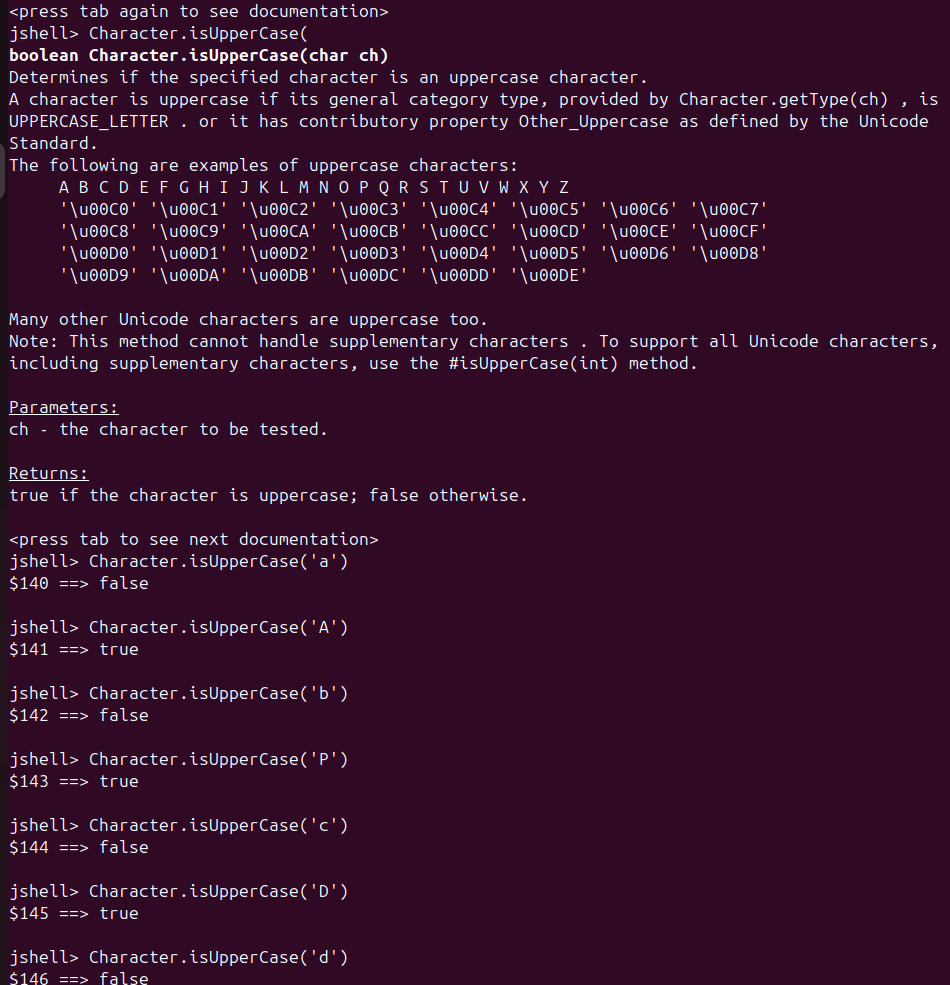 <press tab again to see documentation>
jshell> Character.isUpperCase(
boolean Character.isUpperCase(char ch)
Determines if the specified character is an uppercase character.
A character is uppercase if its general category type, provided by Character.getType(ch) , is
UPPERCASE_LETTER . or it has contributory property Other_Uppercase as defined by the Unicode
Standard.
The following are examples of uppercase characters:
A B C D E F G H I J K L M N O P Q R S T U V W X Y Z
'\u00C0' '\u00C1' '\u00C2' '\u00C3' '\u00C4' '\u00C5' '\u00C6' '\u00C7'
'\u00C8' '\u00C9' '\u00CA' '\u00CB' '\u00CC' '\u00CD' '\u00CE' '\u00CF'
'\u00D0' '\u00D1' '\u00D2' '\u00D3' '\u00D4' '\u00D5' '\u00D6' '\u00D8'
'\u00D9' '\u00DA' '\u00DB' '\u00DC' '\u00DD' '\u00DE'
Many other Unicode characters are uppercase too.
Note: This method cannot handle supplementary characters . To support all Unicode characters,
including supplementary characters, use the #isUpperCase(int) method.
Parameters:
ch - the character to be tested.
Returns:
true if the character is uppercase; false otherwise.
<press tab to see next documentation>
jshell> Character.isUpperCase('a')
$140 ==> false
jshell> Character.isUpperCase('A')
$141 ==> true
jshell> Character.isUpperCase('b')
$142 ==> false
jshell> Character.isUpperCase('P')
$143 ==> true
jshell> Character.isUpperCase('c')
$144 ==> false
jshell> Character.isUpperCase('D')
$145 ==> true
jshell> Character.isUpperCase('d')
$146 ==> false